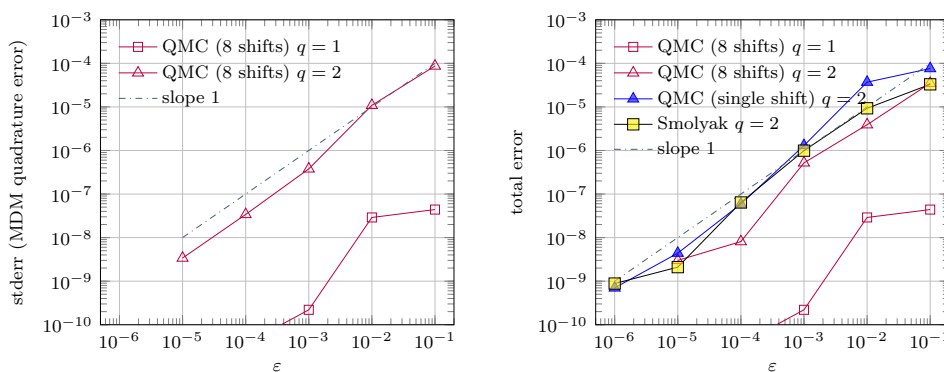 10^−4
10^−5
10^−6
10^−7
10^−8
10^−9
10^−10
stderr (MDM quadrature error)
QMC (8 shifts) q = 1
QMC (8 shifts) q = 2
slope 1
10^−6 10^−5 10^−4 10^−3 10^−2 10^−1
ε
10^−4
10^−5
10^−6
10^−7
10^−8
10^−9
10^−10
total error
QMC (8 shifts) q = 1
QMC (8 shifts) q = 2
QMC (single shift) q = 2
Smolyak q = 2
slope 1
10^−6 10^−5 10^−4 10^−3 10^−2 10^−1
ε